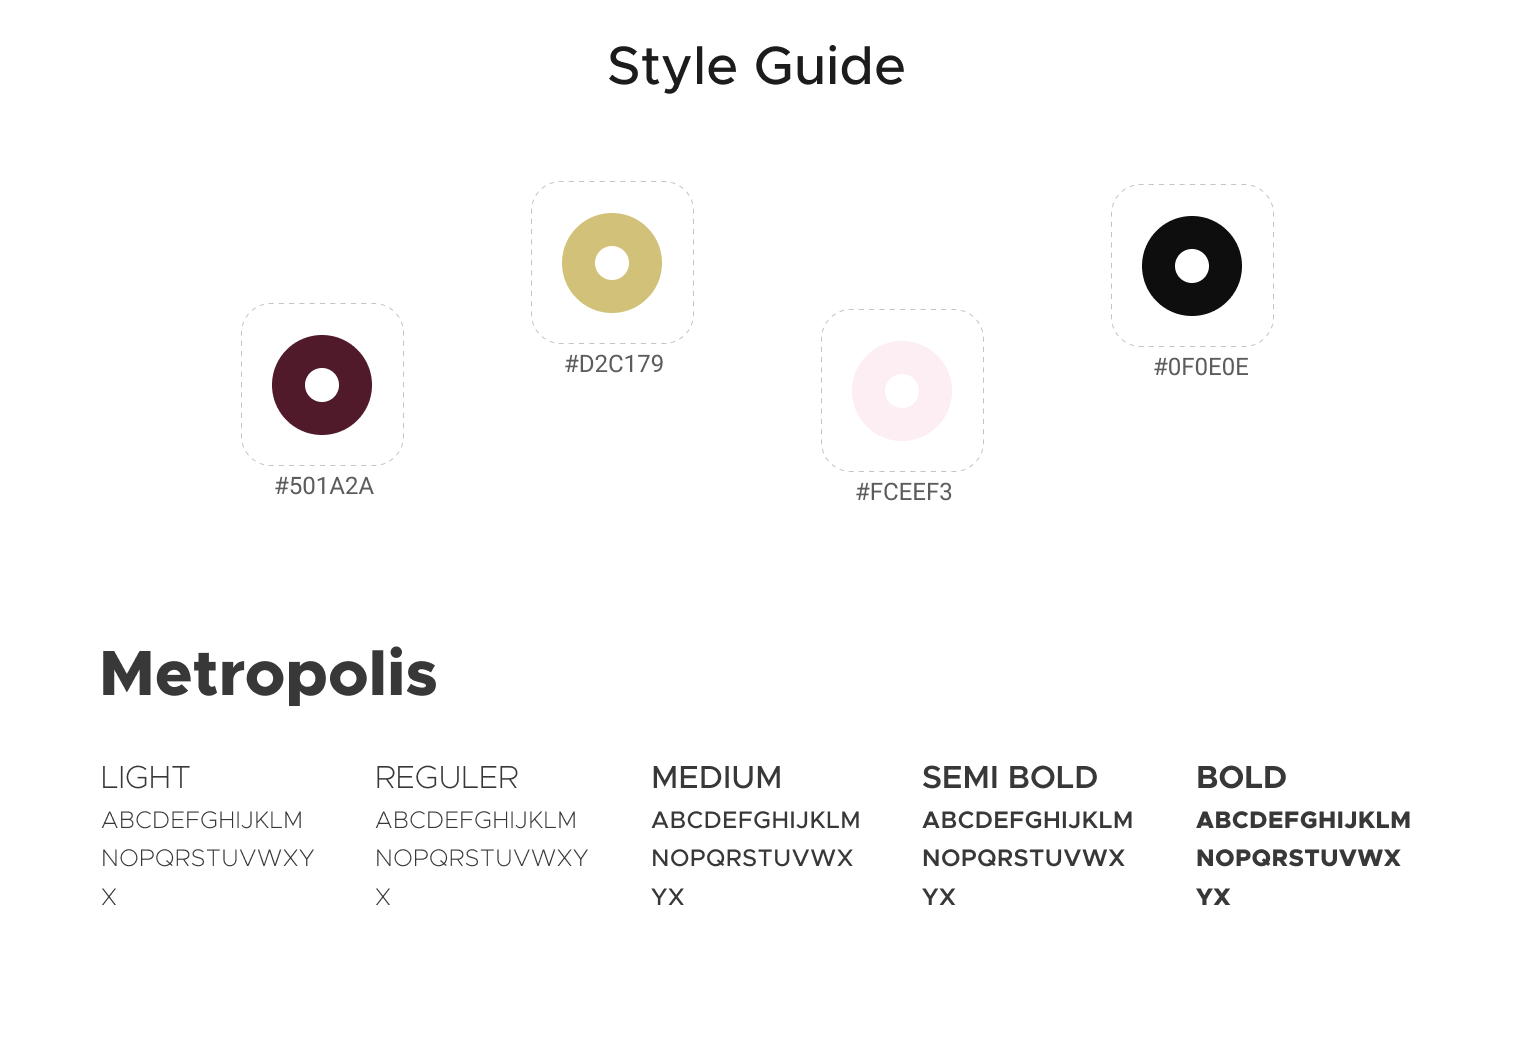 Style Guide
#D2C179
#0F0E0E
#501A2A
#FCEEF3
Metropolis
LIGHT
ABCDEFGHIJKLM
NOPQRSTUVWXY
X
REGULER
ABCDEFGHIJKLM
NOPQRSTUVWXY
X
MEDIUM
ABCDEFGHIJKLM
NOPQRSTUVWX
YX
SEMI BOLD
ABCDEFGHIJKLM
NOPQRSTUVWX
YX
BOLD
ABCDEFGHIJKLM
NOPQRSTUVWX
YX